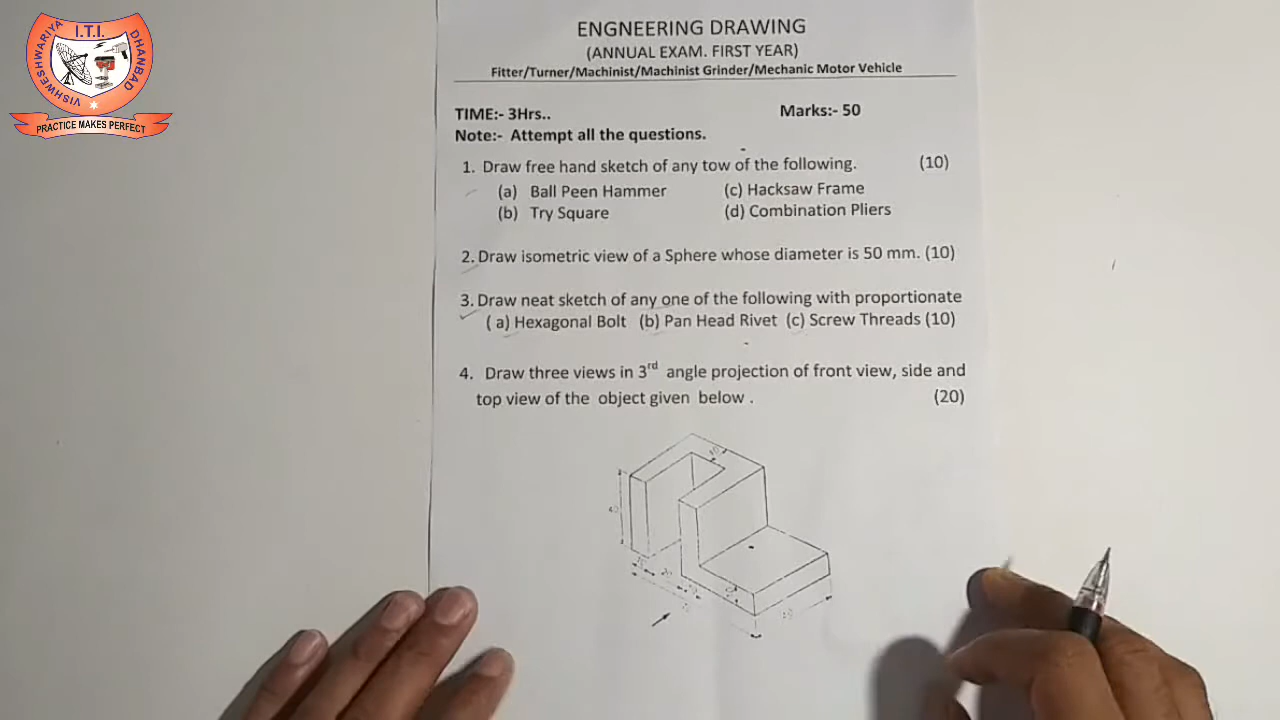 I.T.I.
VISHWESHWARIYA
DHANBAD
PRACTICE MAKES PERFECT
ENGNEERING DRAWING
(ANNUAL EXAM. FIRST YEAR)
Fitter/Turner/Machinist/Machinist Grinder/Mechanic Motor Vehicle
TIME:- 3Hrs.. Marks:- 50
Note:- Attempt all the questions.
1. Draw free hand sketch of any tow of the following. (10)
(a) Ball Peen Hammer (c) Hacksaw Frame
(b) Try Square (d) Combination Pliers
2. Draw isometric view of a Sphere whose diameter is 50 mm. (10)
3. Draw neat sketch of any one of the following with proportionate
( a) Hexagonal Bolt (b) Pan Head Rivet (c) Screw Threads (10)
4. Draw three views in 3rd angle projection of front view, side and
top view of the object given below . (20)